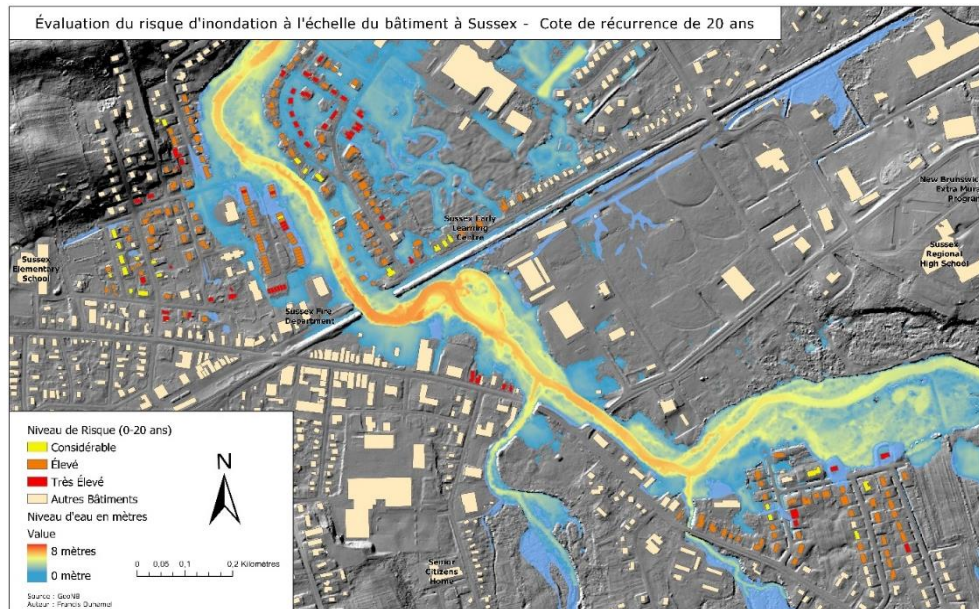 Évaluation du risque d'inondation à l'échelle du bâtiment à Sussex - Cote de récurrence de 20 ans
New Brunswick
Extra Mural
Program
Sussex Early
Learning
Centre
Sussex
Regional
High School
Sussex
Elementary
School
Sussex Fire
Department
Niveau de Risque (0-20 ans)
Considérable
Élevé
Très Élevé
Autres Bâtiments
Niveau d'eau en mètres
Value
8 mètres
0 mètre
N
0 0,05 0,1 0,2 Kilomètres
Senior
Citizens
Home
Source : GeoNB
Auteur : Francis Duhamel